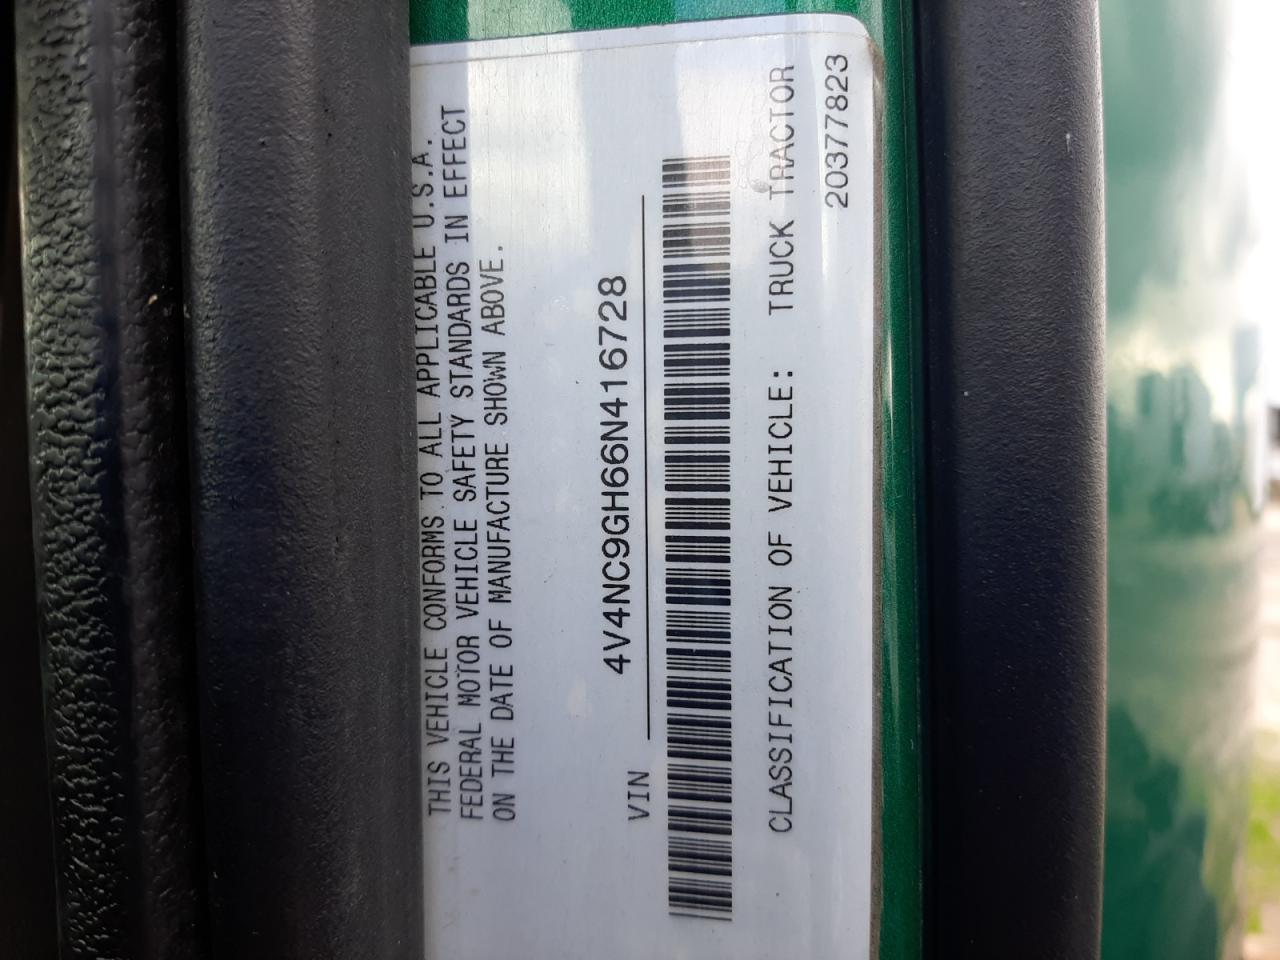 THIS VEHICLE CONFORMS TO ALL APPLICABLE U.S.A.
FEDERAL MOTOR VEHICLE SAFETY STANDARDS IN EFFECT
ON THE DATE OF MANUFACTURE SHOWN ABOVE.
VIN 4V4NC9GH66N416728
CLASSIFICATION OF VEHICLE: TRUCK TRACTOR
20377823